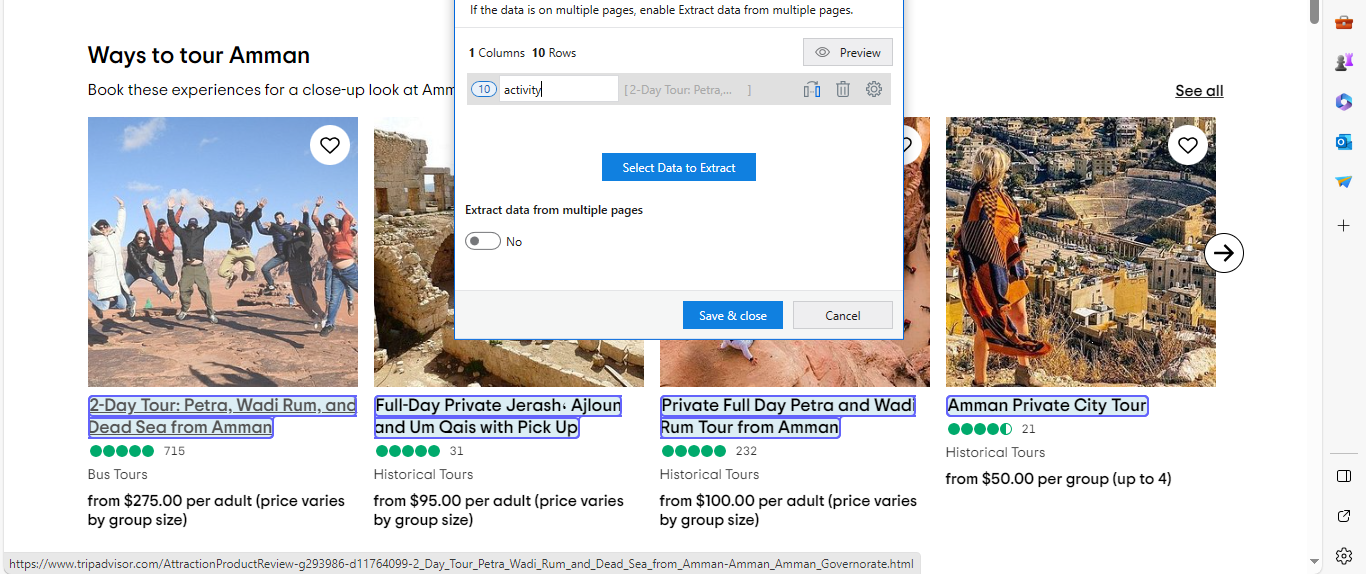 If the data is on multiple pages, enable Extract data from multiple pages.
1 Columns 10 Rows
Preview
10 activity [2-Day Tour: Petra,... ]
Select Data to Extract
Extract data from multiple pages
No
Save & close
Cancel
Ways to tour Amman
Book these experiences for a close-up look at Amm
See all
2-Day Tour: Petra, Wadi Rum, and
Dead Sea from Amman
715
Bus Tours
from $275.00 per adult (price varies
by group size)
Full-Day Private Jerash، Ajloun
and Um Qais with Pick Up
31
Historical Tours
from $95.00 per adult (price varies
by group size)
Private Full Day Petra and Wadi
Rum Tour from Amman
232
Historical Tours
from $100.00 per adult (price varies
by group size)
Amman Private City Tour
21
Historical Tours
from $50.00 per group (up to 4)
https://www.tripadvisor.com/AttractionProductReview-g293986-d11764099-2_Day_Tour_Petra_Wadi_Rum_and_Dead_Sea_from_Amman-Amman_Amman_Governorate.html